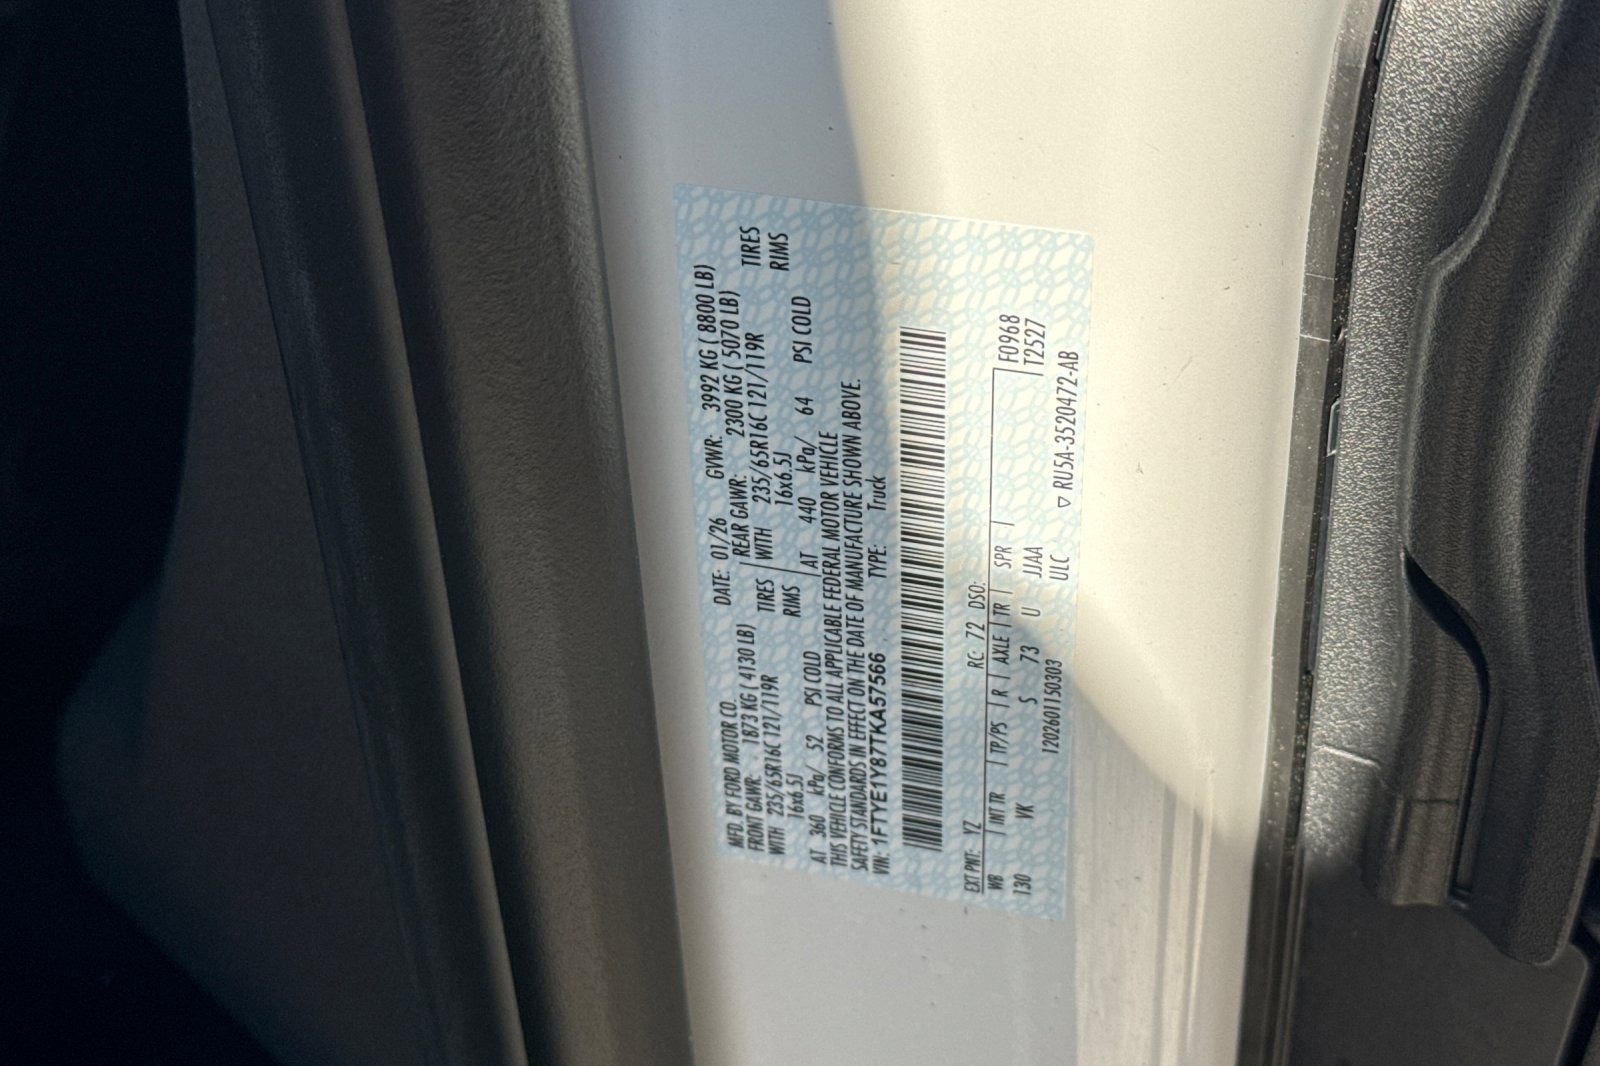 MFD. BY FORD MOTOR CO. DATE: 01/26 GVWR: 3992 KG ( 8800 LB)
FRONT GAWR: 1873 KG ( 4130 LB) REAR GAWR: 2300 KG ( 5070 LB)
WITH 235/65R16C 121/119R TIRES WITH 235/65R16C 121/119R TIRES
16x6.5J RIMS 16x6.5J RIMS
AT 360 kPa/ 52 PSI COLD AT 440 kPa/ 64 PSI COLD
THIS VEHICLE CONFORMS TO ALL APPLICABLE FEDERAL MOTOR VEHICLE
SAFETY STANDARDS IN EFFECT ON THE DATE OF MANUFACTURE SHOWN ABOVE.
VIN: 1FTYE1Y87TKA57566 TYPE: Truck
EXT PNT: YZ RC: 72 DSO:
WB INT TR TP/PS R AXLE TR SPR F0968
130 VK S 73 U JJAA T2527
ULC
1202601150303 RU5A-3520472-AB